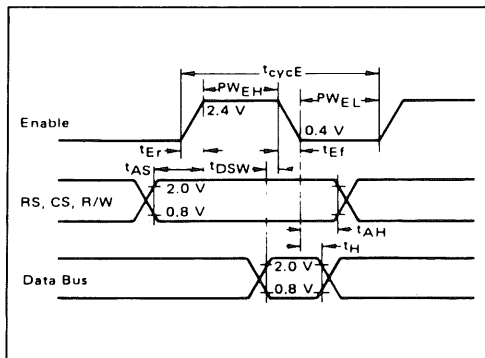 tcycE
PWEH
PWEL
2.4 V
Enable
0.4 V
tEr
tEf
tAS
tDSW
2.0 V
RS, CS, R/W
0.8 V
tAH
tH
2.0 V
Data Bus
0.8 V